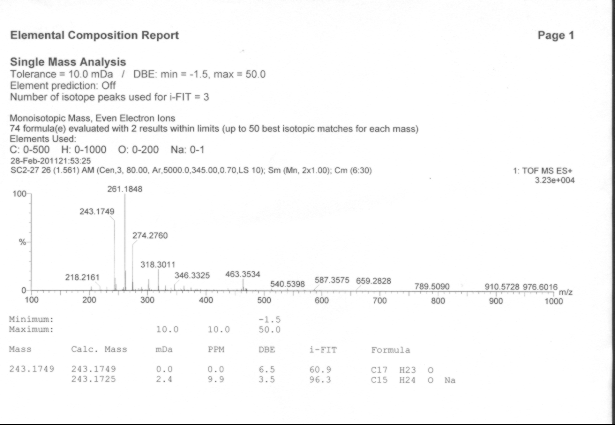 Elemental Composition Report Page 1
Single Mass Analysis
Tolerance = 10.0 mDa / DBE: min = -1.5, max = 50.0
Element prediction: Off
Number of isotope peaks used for i-FIT = 3
Monoisotopic Mass, Even Electron Ions
74 formula(e) evaluated with 2 results within limits (up to 50 best isotopic matches for each mass)
Elements Used:
C: 0-500 H: 0-1000 O: 0-200 Na: 0-1
28-Feb-201121:53:25
SC2-27 26 (1.561) AM (Cen,3, 80.00, Ar,5000.0,345.00,0.70,LS 10); Sm (Mn, 2x1.00); Cm (6:30) 1: TOF MS ES+
3.23e+004
261.1848
100
243.1749
274.2760
%
318.3011
218.2161 346.3325 463.3534 540.5398 587.3575 659.2828 789.5090 910.5728 976.6016
0 m/z
100 200 300 400 500 600 700 800 900 1000
Minimum: -1.5
Maximum: 10.0 10.0 50.0
Mass Calc. Mass mDa PPM DBE i-FIT Formula
243.1749 243.1749 0.0 0.0 6.5 60.9 C17 H23 O
243.1725 2.4 9.9 3.5 96.3 C15 H24 O Na